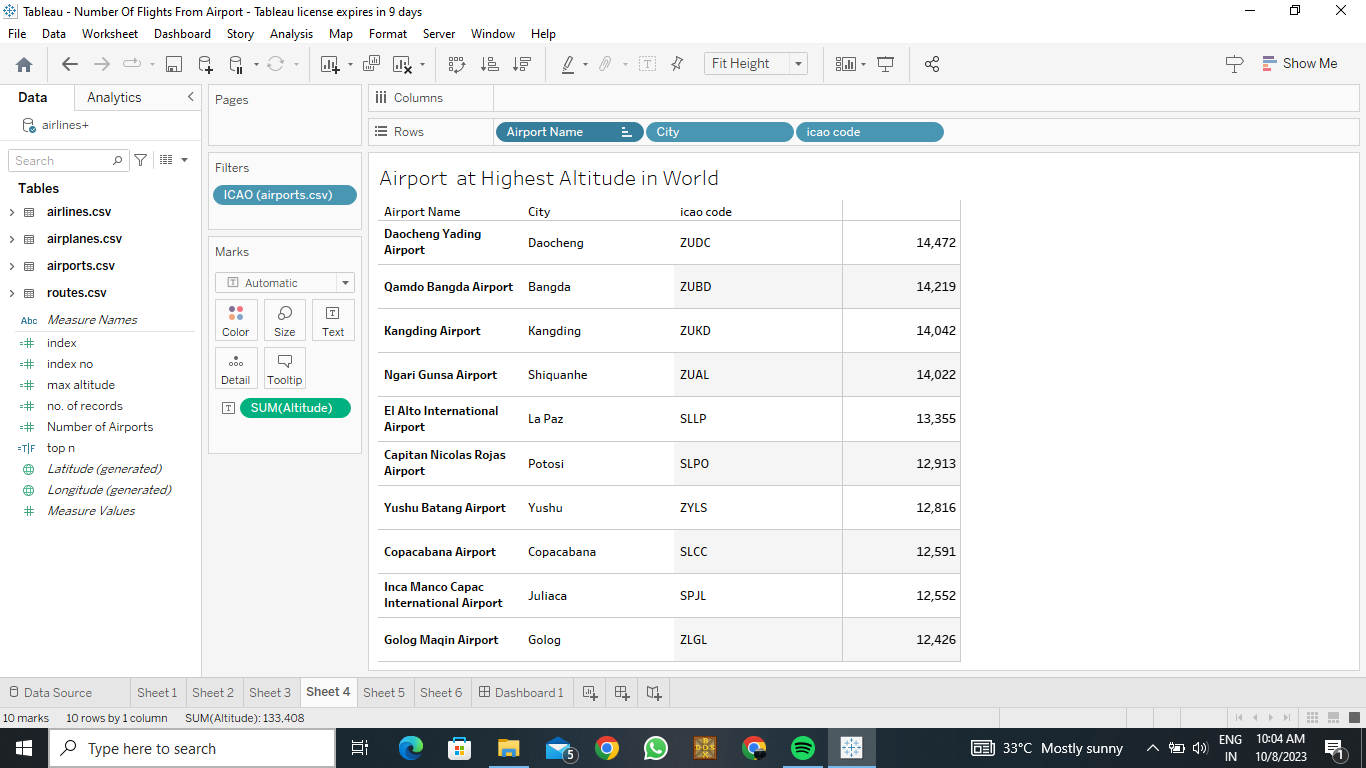 Tableau - Number Of Flights From Airport - Tableau license expires in 9 days
File Data Worksheet Dashboard Story Analysis Map Format Server Window Help
Fit Height
Show Me
Data Analytics
airlines+
Search
Tables
airlines.csv
airplanes.csv
airports.csv
routes.csv
Abc Measure Names
index
index no
max altitude
no. of records
Number of Airports
=T|F top n
Latitude (generated)
Longitude (generated)
Measure Values
Pages
Filters
ICAO (airports.csv)
Marks
T Automatic
Color Size Text
Detail Tooltip
T SUM(Altitude)
Columns
Rows Airport Name City icao code
Airport at Highest Altitude in World
Airport Name City icao code
Daocheng Yading
Airport Daocheng ZUDC 14,472
Qamdo Bangda Airport Bangda ZUBD 14,219
Kangding Airport Kangding ZUKD 14,042
Ngari Gunsa Airport Shiquanhe ZUAL 14,022
El Alto International
Airport La Paz SLLP 13,355
Capitan Nicolas Rojas
Airport Potosi SLPO 12,913
Yushu Batang Airport Yushu ZYLS 12,816
Copacabana Airport Copacabana SLCC 12,591
Inca Manco Capac
International Airport Juliaca SPJL 12,552
Golog Maqin Airport Golog ZLGL 12,426
Data Source Sheet 1 Sheet 2 Sheet 3 Sheet 4 Sheet 5 Sheet 6 Dashboard 1
10 marks 10 rows by 1 column SUM(Altitude): 133,408
Type here to search 5 33°C Mostly sunny ENG 10:04 AM
IN 10/8/2023 1